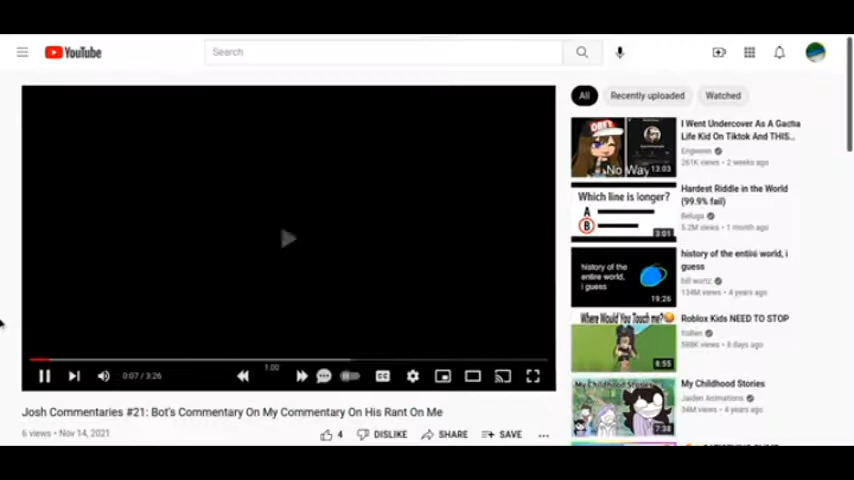 YouTube
Search
All
Recently uploaded
Watched
I Went Undercover As A Gacha
Life Kid On Tiktok And THIS...
261K views • 2 weeks ago
No Way
13:03
Hardest Riddle in the World
(99.9% fail)
Beluga
5.2M views • 1 month ago
Which line is longer?
A
B
3:01
history of the entire world, i
guess
bill wurtz
134M views • 4 years ago
history of the
entire world,
i guess
19:26
Roblox Kids NEED TO STOP
588K views • 8 days ago
Where Would You Touch me?
8:55
My Childhood Stories
Jaiden Animations
34M views • 4 years ago
My Childhood Stories
7:38
1.00
0:07 / 3:26
CC
Josh Commentaries #21: Bot's Commentary On My Commentary On His Rant On Me
6 views • Nov 14, 2021
4
DISLIKE
SHARE
SAVE